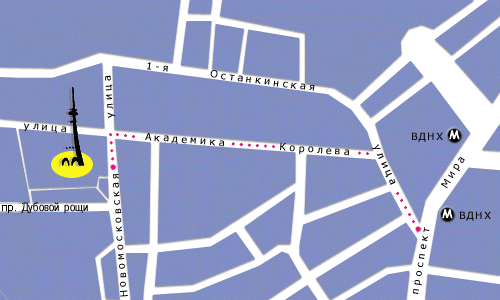 1-я Останкинская
улица
улица Академика Королева
улица
ВДНХ М
Мира
пр. Дубовой рощи
Новомосковская
ВДНХ М
проспект